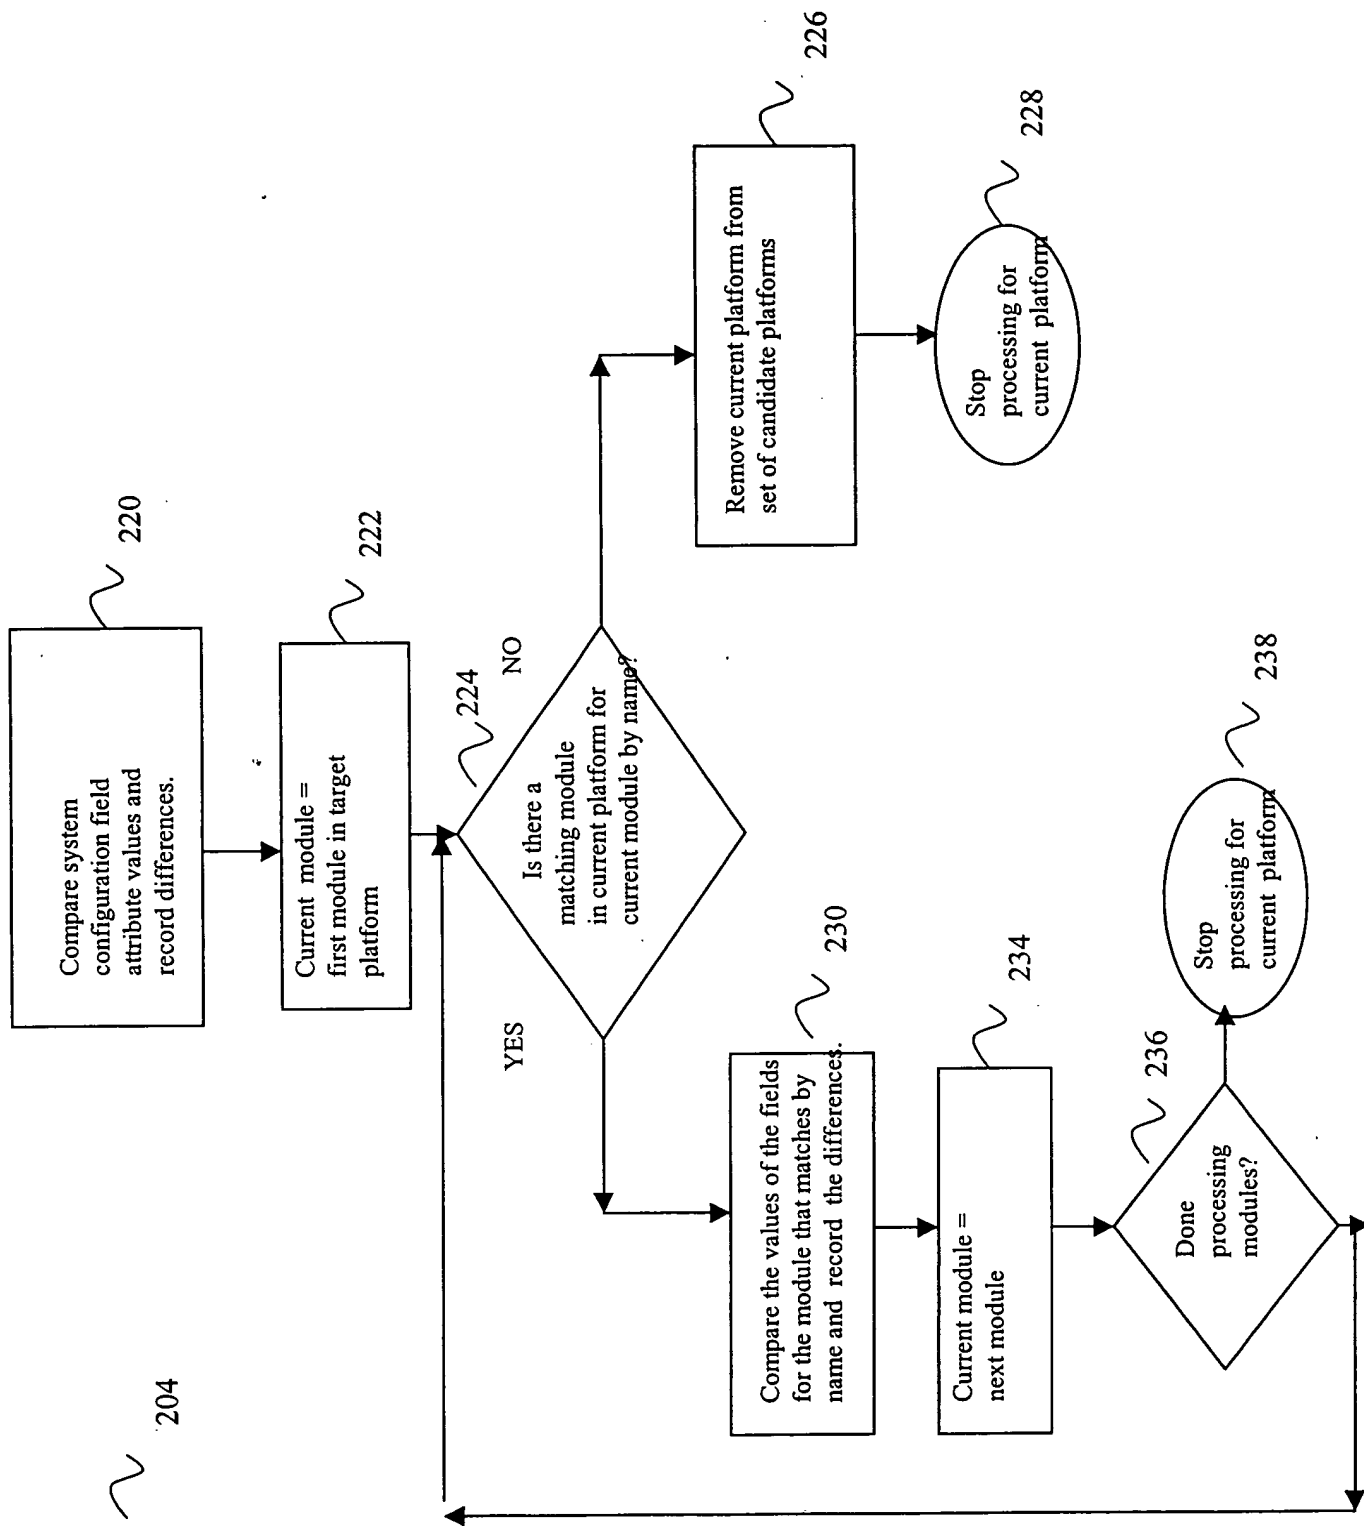 204
Compare system
configuration field
attribute values and
record differences.
220
Current module =
first module in target
platform
222
224
Is there a
matching module
in current platform for
current module by name?
NO
YES
Remove current platform from
set of candidate platforms
226
Stop
processing for
current platform
228
Compare the values of the fields
for the module that matches by
name and record the differences.
230
Current module =
next module
234
Done
processing
modules?
236
Stop
processing for
current platform
238